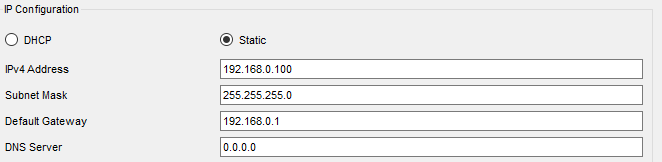 IP Configuration
DHCP Static
IPv4 Address 192.168.0.100
Subnet Mask 255.255.255.0
Default Gateway 192.168.0.1
DNS Server 0.0.0.0